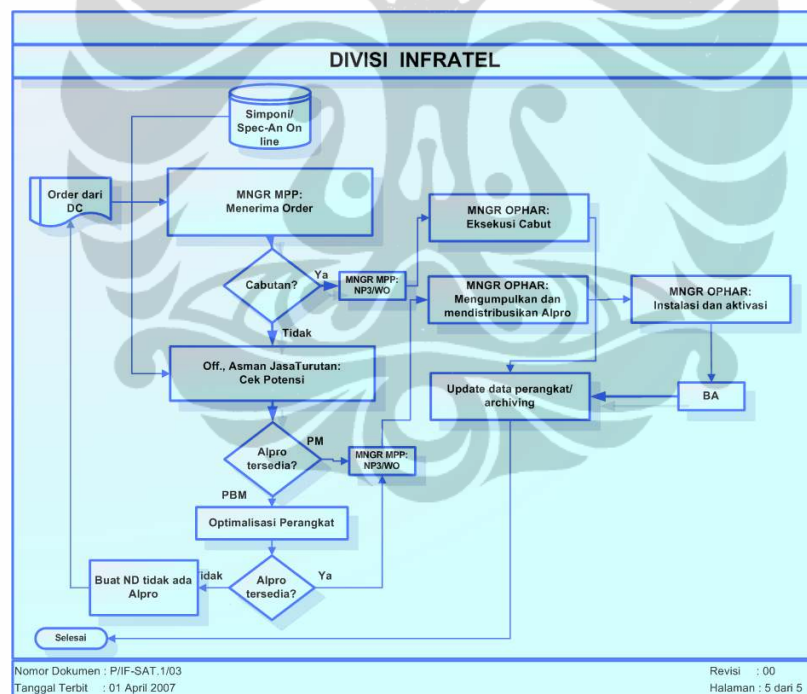 DIVISI INFRATEL
Simponi/
Spec-An On
line
Order dari
DC
MNGR MPP:
Menerima Order
MNGR OPHAR:
Eksekusi Cabut
Cabutan?
Ya
MNGR MPP:
NP3/WO
MNGR OPHAR:
Mengumpulkan dan
mendistribusikan Alpro
MNGR OPHAR:
Instalasi dan aktivasi
Tidak
Off., Asman JasaTurutan:
Cek Potensi
Update data perangkat/
archiving
BA
Alpro
tersedia?
PM
MNGR MPP:
NP3/WO
PBM
Optimalisasi Perangkat
Buat ND tidak ada
Alpro
idak
Alpro
tersedia?
Ya
Selesai
Nomor Dokumen : P/IF-SAT.1/03
Revisi : 00
Tanggal Terbit : 01 April 2007
Halaman : 5 dari 5